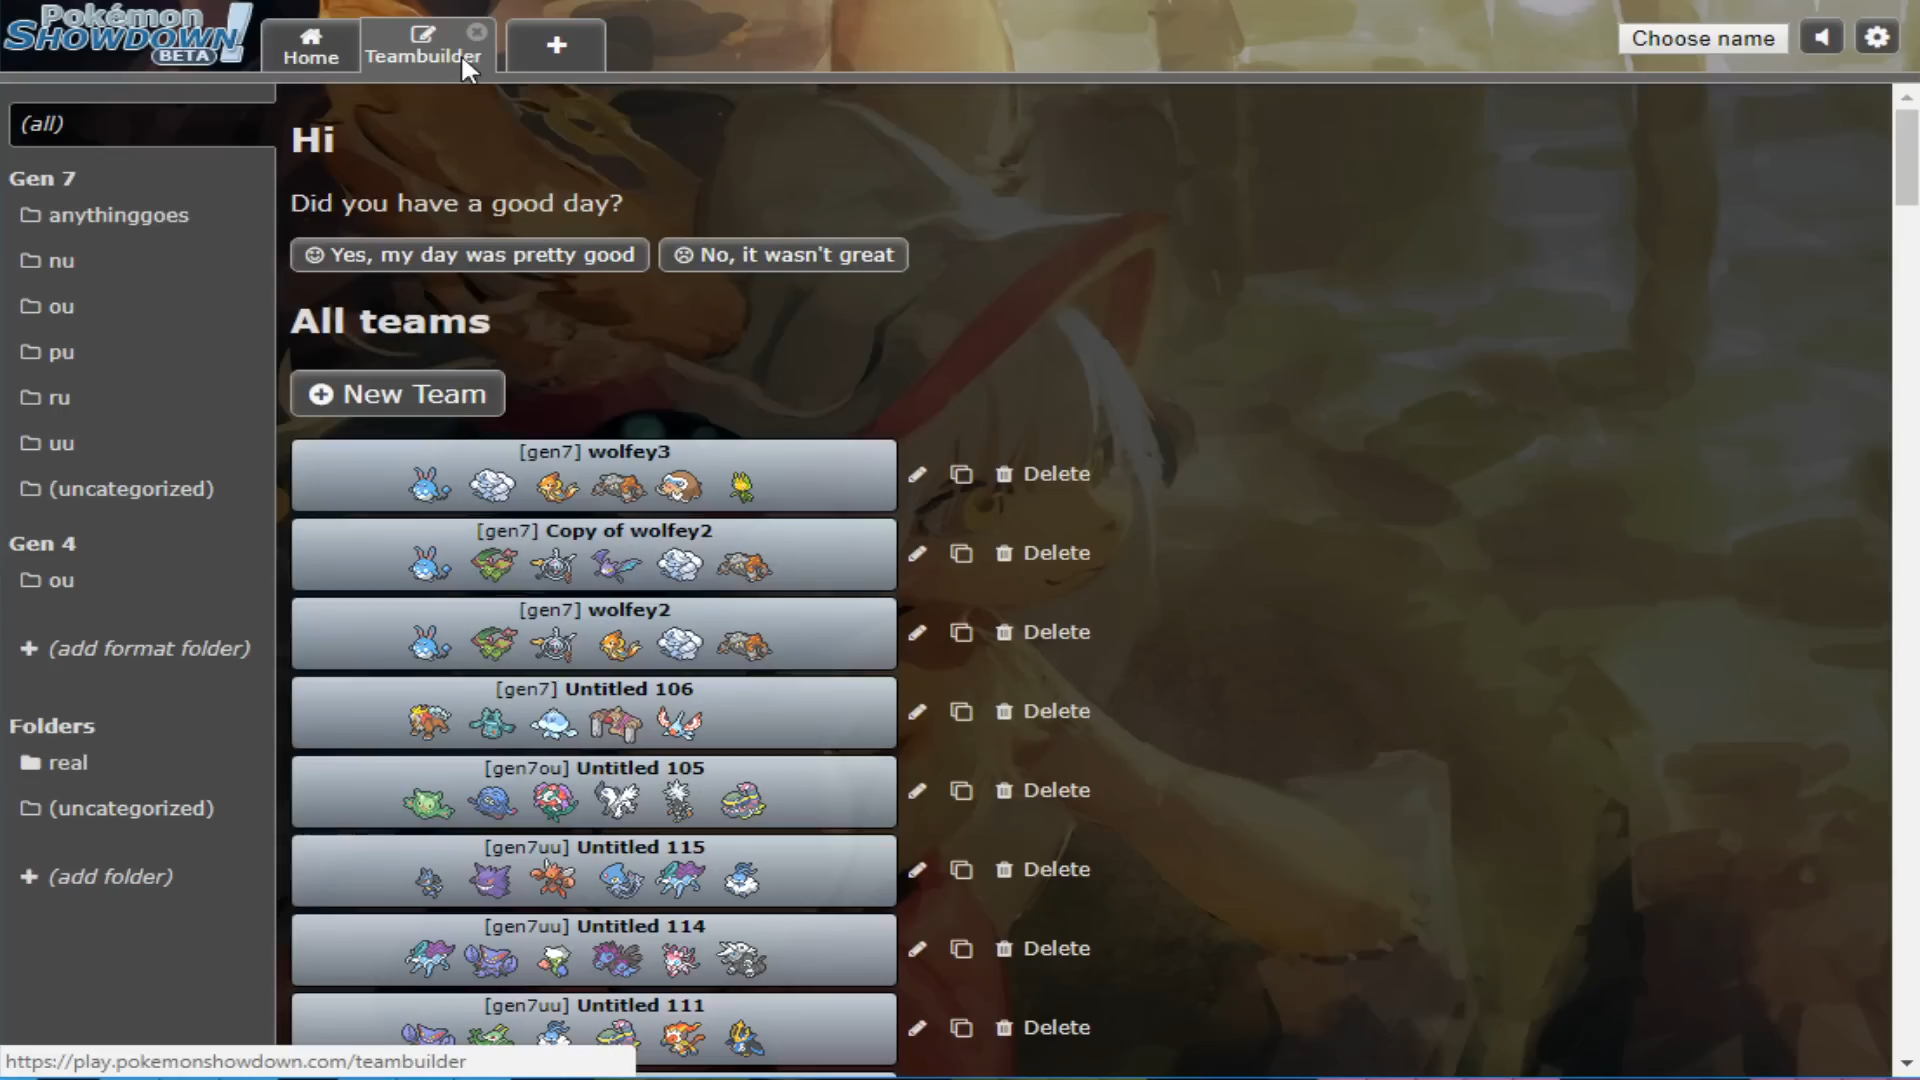 Pokémon
SHOWDOWN!
BETA
Home
Teambuilder
Choose name
(all)
Gen 7
anythinggoes
nu
ou
pu
ru
uu
(uncategorized)
Gen 4
ou
(add format folder)
Folders
real
(uncategorized)
(add folder)
Hi
Did you have a good day?
Yes, my day was pretty good
No, it wasn't great
All teams
New Team
[gen7] wolfey3
Delete
[gen7] Copy of wolfey2
Delete
[gen7] wolfey2
Delete
[gen7] Untitled 106
Delete
[gen7ou] Untitled 105
Delete
[gen7uu] Untitled 115
Delete
[gen7uu] Untitled 114
Delete
[gen7uu] Untitled 111
Delete
https://play.pokemonshowdown.com/teambuilder